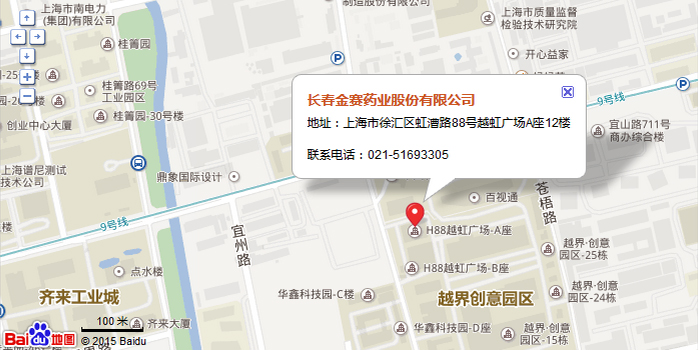 上海市南电力
(集团)有限公司
制造股份有限公司
上海市质量监督
检验技术研究院
桂箐园
开心益家
桂箐路69号
工业园区
桂箐园-30号楼
创业中心大厦
长春金赛药业股份有限公司
地址：上海市徐汇区虹漕路88号越虹广场A座12楼
联系电话：021-51693305
9号线
宜山路711号
商办综合楼
上海谱尼测试
鼎象国际设计
百视通
苍梧路
9号线
宜州路
H88越虹广场-A座
越界·创意
园区-25栋
点水楼
H88越虹广场-B座
齐来工业城
华鑫科技园-C楼
越界创意园区
越界·创意
园区-24栋
100 米
齐来大厦
华鑫科技园-D座
越界·创意
园区-15栋
Bai 地图
© 2015 Baidu